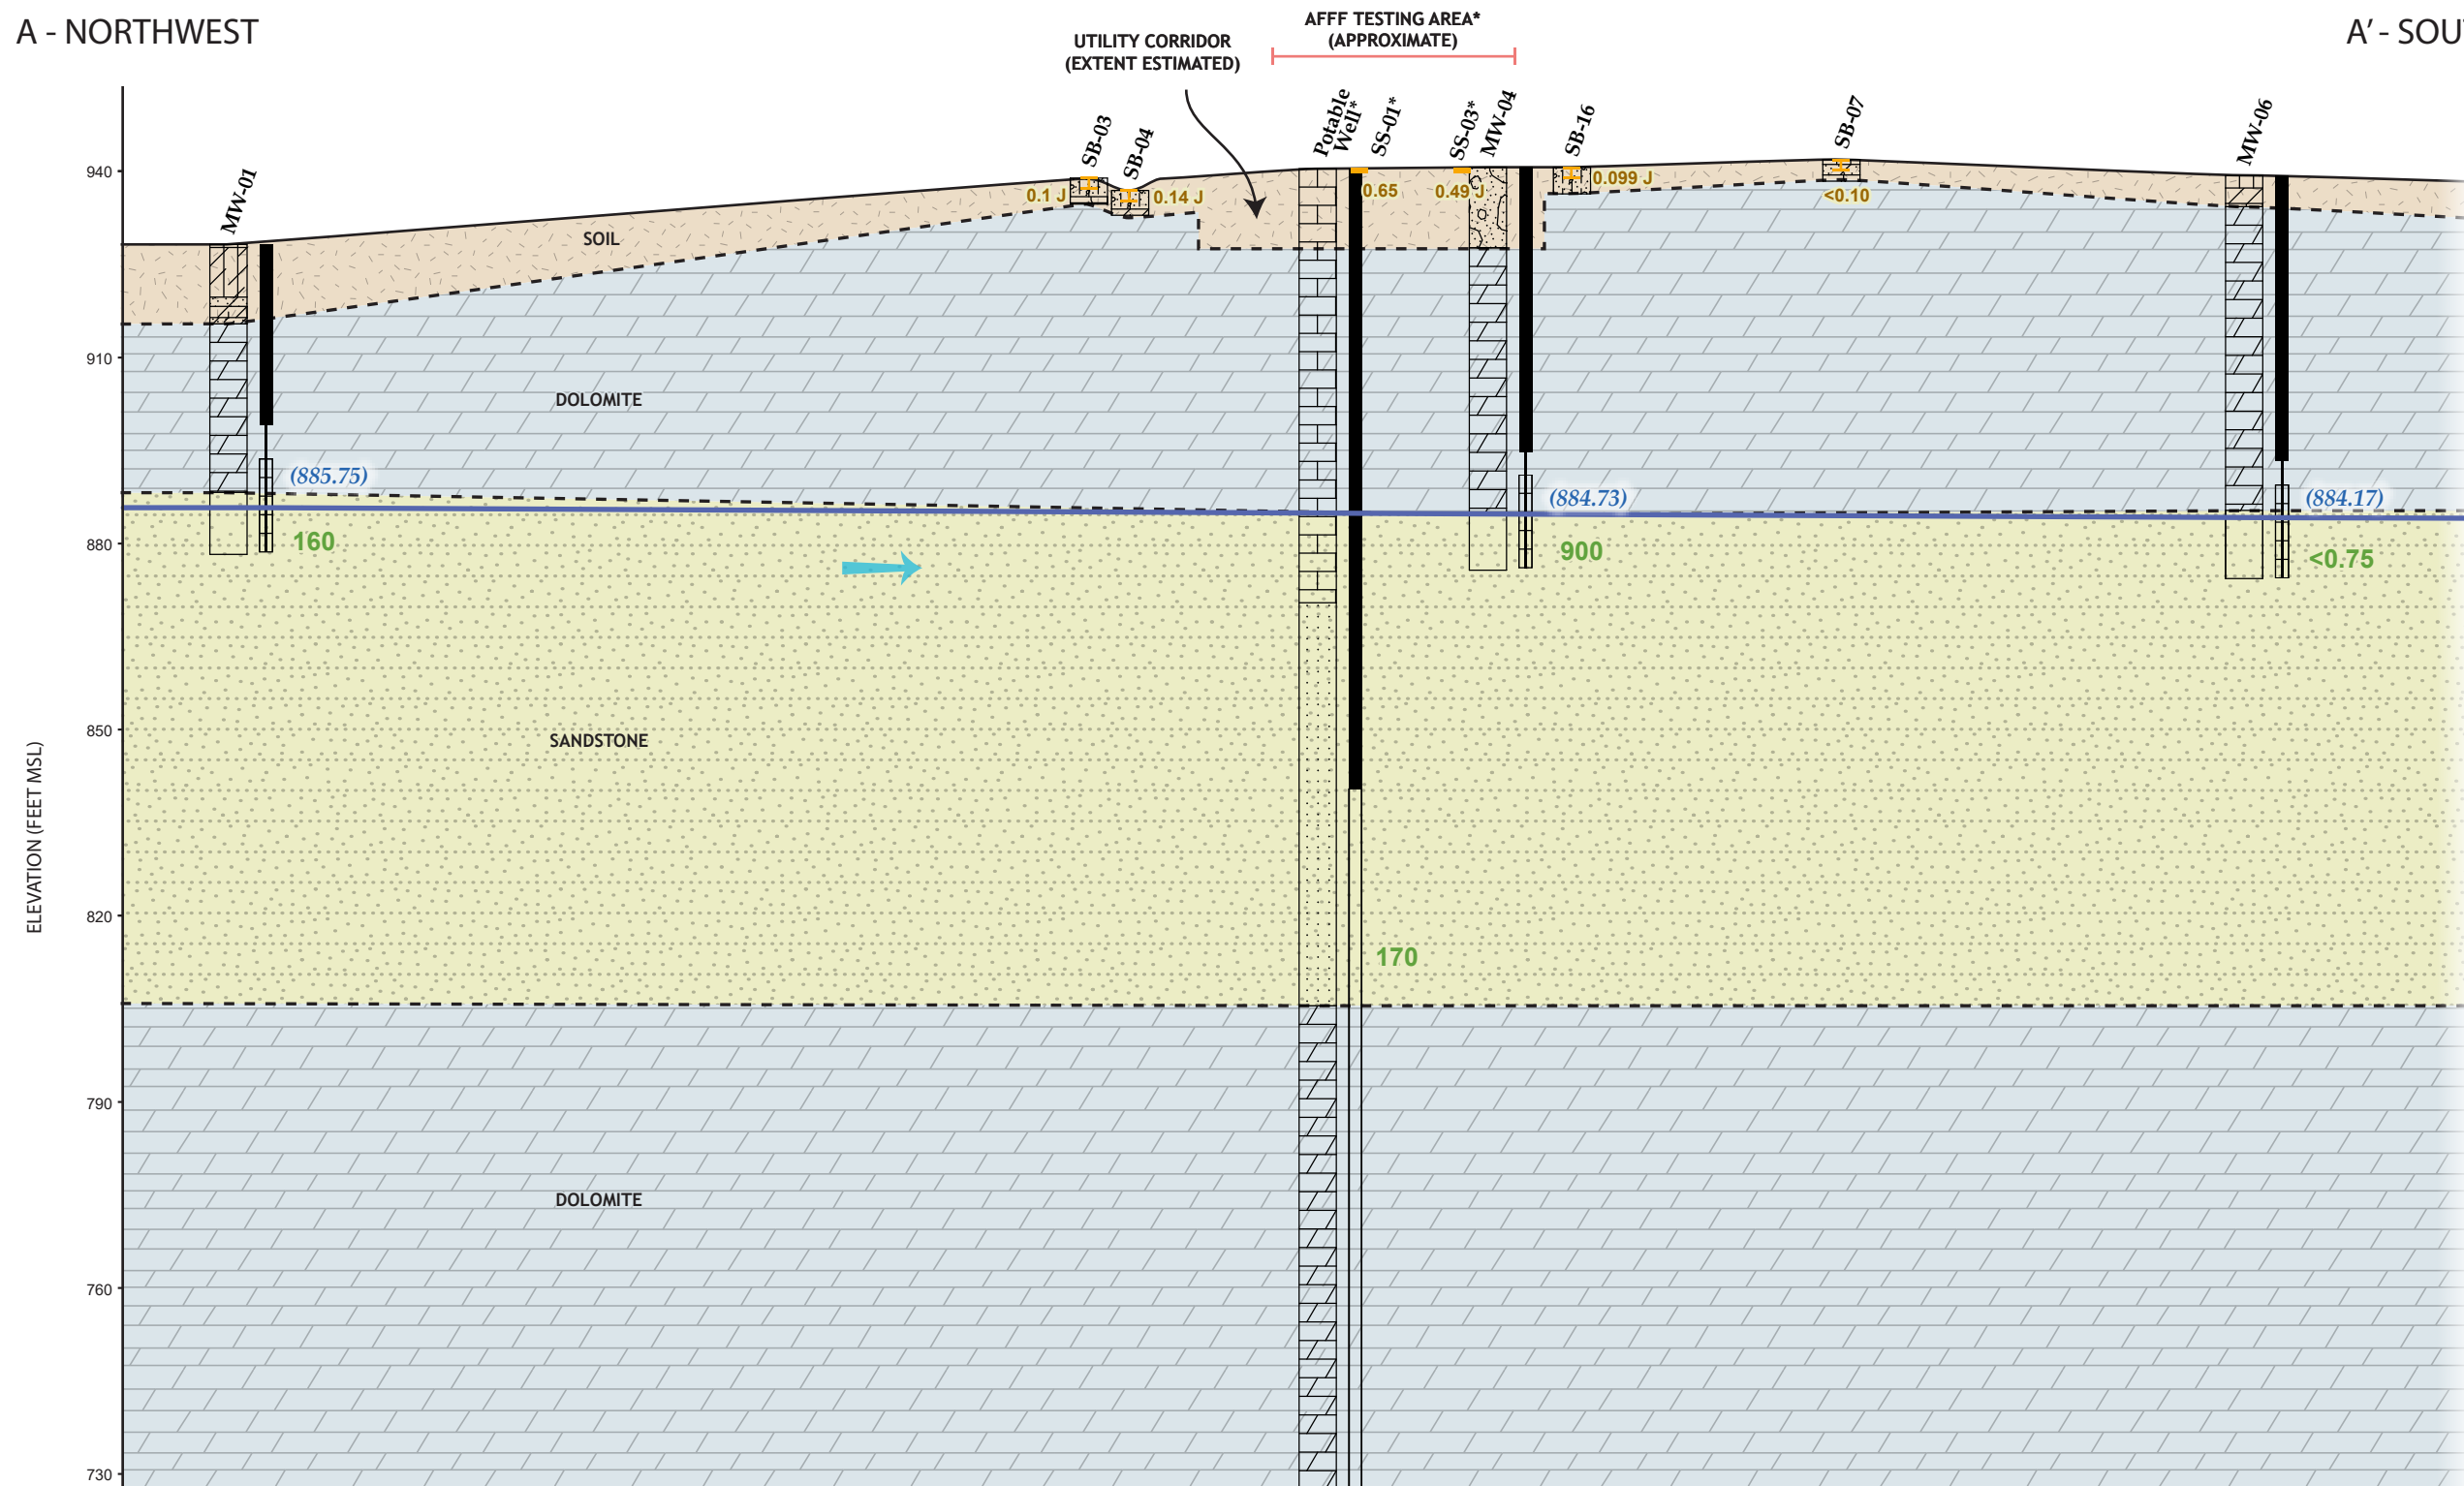 A - NORTHWEST
AFFF TESTING AREA*
(APPROXIMATE)
A' - SOU
UTILITY CORRIDOR
(EXTENT ESTIMATED)
MW-01
SB-03
SB-04
Potable
Well*
SS-01*
SS-03*
MW-04
SB-16
SB-07
MW-06
940
0.1 J
0.14 J
0.65
0.49 J
0.099 J
<0.10
SOIL
910
DOLOMITE
(885.75)
(884.73)
(884.17)
880
160
900
<0.75
850
SANDSTONE
ELEVATION (FEET MSL)
820
170
790
DOLOMITE
760
730